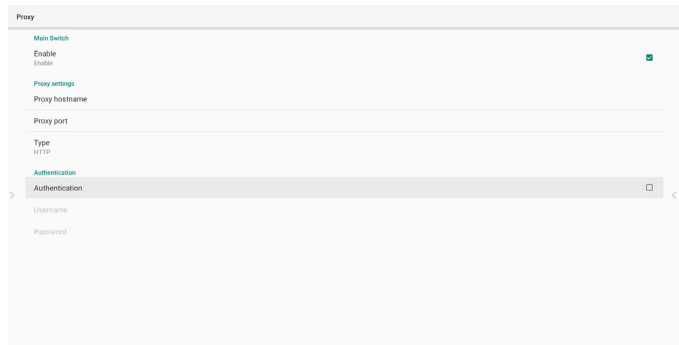 Proxy
Main Switch
Enable
Enable
Proxy settings
Proxy hostname
Proxy port
Type
HTTP
Authentication
Authentication
Username
Password